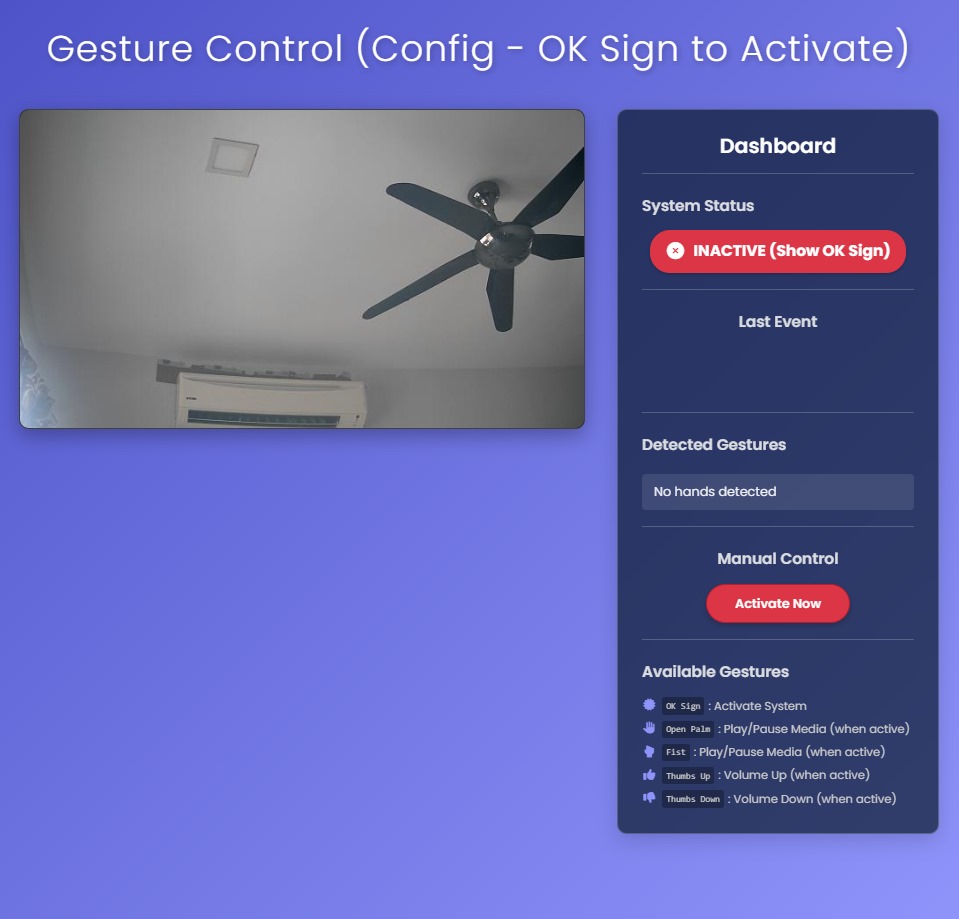 Gesture Control (Config - OK Sign to Activate)
Dashboard
System Status
INACTIVE (Show OK Sign)
Last Event
Detected Gestures
No hands detected
Manual Control
Activate Now
Available Gestures
OK Sign : Activate System
Open Palm : Play/Pause Media (when active)
Fist : Play/Pause Media (when active)
Thumbs Up : Volume Up (when active)
Thumbs Down : Volume Down (when active)